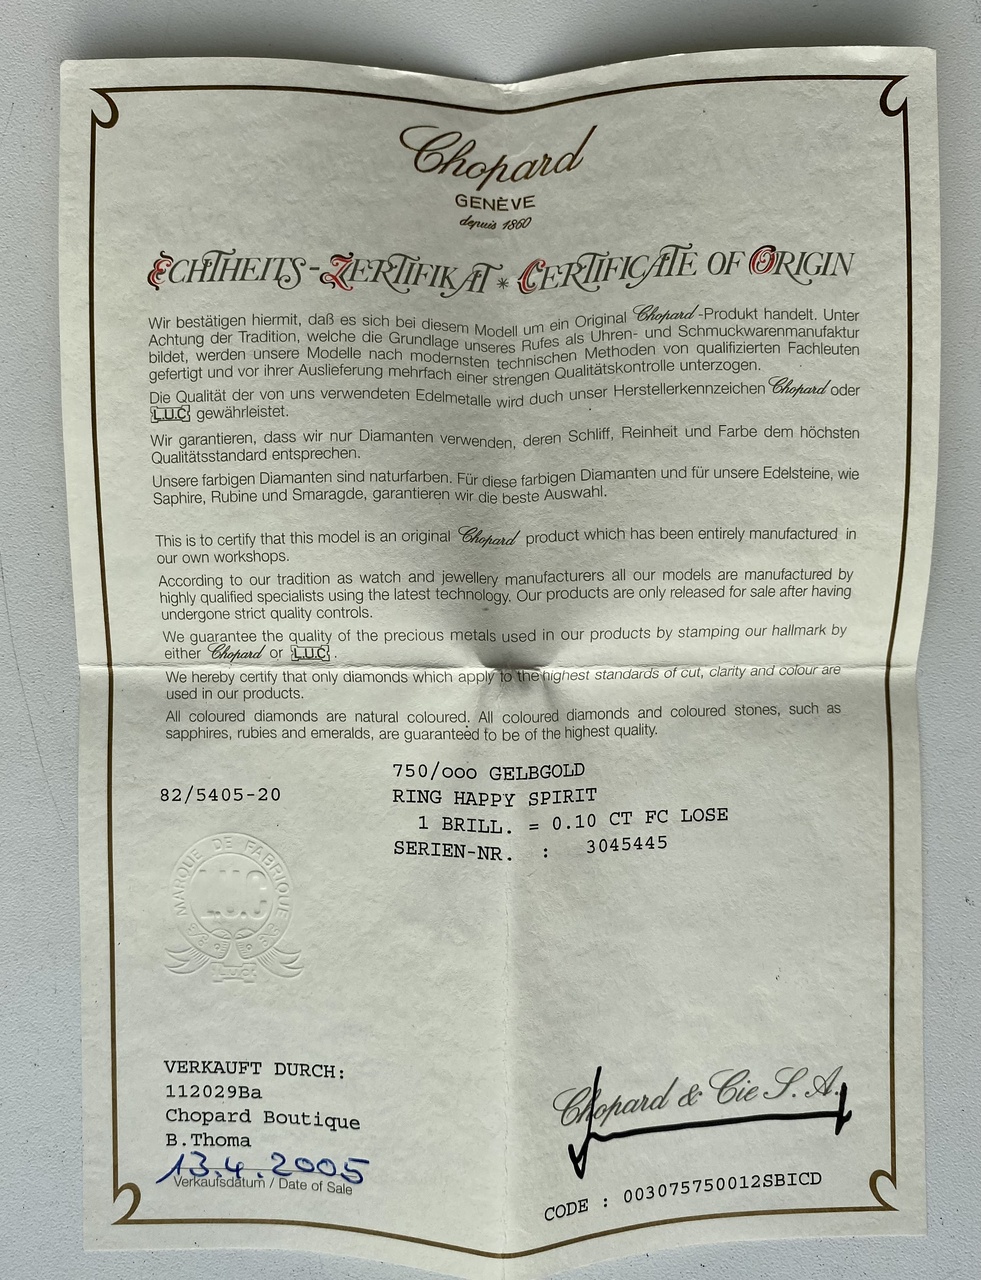 Chopard
GENÈVE
depuis 1860
ECHTHEITS-ZERTIFIKAT * CERTIFICATE OF ORIGIN
Wir bestätigen hiermit, daß es sich bei diesem Modell um ein Original Chopard-Produkt handelt. Unter
Achtung der Tradition, welche die Grundlage unseres Rufes als Uhren- und Schmuckwarenmanufaktur
bildet, werden unsere Modelle nach modernsten technischen Methoden von qualifizierten Fachleuten
gefertigt und vor ihrer Auslieferung mehrfach einer strengen Qualitätskontrolle unterzogen.
Die Qualität der von uns verwendeten Edelmetalle wird duch unser Herstellerkennzeichen Chopard oder
L.U.C gewährleistet.
Wir garantieren, dass wir nur Diamanten verwenden, deren Schliff, Reinheit und Farbe dem höchsten
Qualitätsstandard entsprechen.
Unsere farbigen Diamanten sind naturfarben. Für diese farbigen Diamanten und für unsere Edelsteine, wie
Saphire, Rubine und Smaragde, garantieren wir die beste Auswahl.
This is to certify that this model is an original Chopard product which has been entirely manufactured in
our own workshops.
According to our tradition as watch and jewellery manufacturers all our models are manufactured by
highly qualified specialists using the latest technology. Our products are only released for sale after having
undergone strict quality controls.
We guarantee the quality of the precious metals used in our products by stamping our hallmark by
either Chopard or L.U.C.
We hereby certify that only diamonds which apply to the highest standards of cut, clarity and colour are
used in our products.
All coloured diamonds are natural coloured. All coloured diamonds and coloured stones, such as
sapphires, rubies and emeralds, are guaranteed to be of the highest quality.
750/ooo GELBGOLD
82/5405-20 RING HAPPY SPIRIT
1 BRILL. = 0.10 CT FC LOSE
SERIEN-NR. : 3045445
MARQUE DE FABRIQUE
L.U.C
L.U.C
VERKAUFT DURCH:
112029Ba
Chopard Boutique
B.Thoma
13.4.2005
Verkaufsdatum / Date of Sale
Chopard & Cie S.A.
CODE : 003075750012SBICD